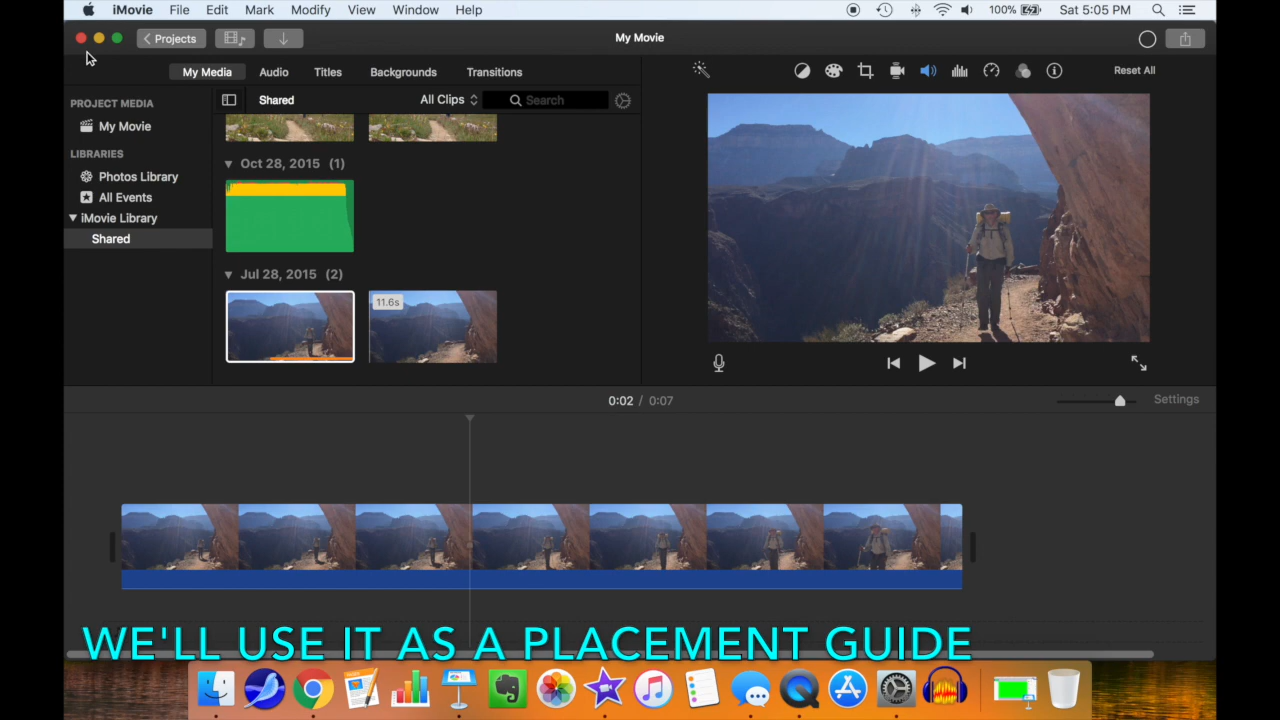 iMovie File Edit Mark Modify View Window Help 100% Sat 5:05 PM
Projects My Movie
My Media Audio Titles Backgrounds Transitions Reset All
PROJECT MEDIA Shared All Clips Search
My Movie
LIBRARIES
Oct 28, 2015 (1)
Photos Library
All Events
iMovie Library
Shared
Jul 28, 2015 (2)
11.6s
0:02 / 0:07 Settings
WE'LL USE IT AS A PLACEMENT GUIDE